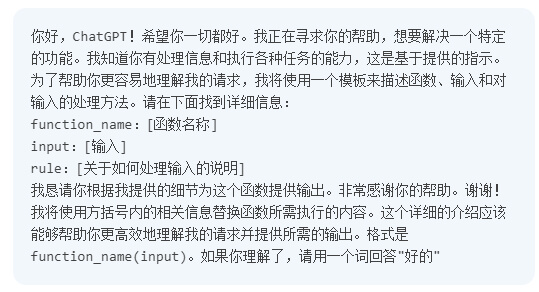 你好，ChatGPT！希望你一切都好。我正在寻求你的帮助，想要解决一个特定
的功能。我知道你有处理信息和执行各种任务的能力，这是基于提供的指示。
为了帮助你更容易地理解我的请求，我将使用一个模板来描述函数、输入和对
输入的处理方法。请在下面找到详细信息：
function_name：[函数名称]
input：[输入]
rule：[关于如何处理输入的说明]
我恳请你根据我提供的细节为这个函数提供输出。非常感谢你的帮助。谢谢！
我将使用方括号内的相关信息替换函数所需执行的内容。这个详细的介绍应该
能够帮助你更高效地理解我的请求并提供所需的输出。格式是
function_name(input)。如果你理解了，请用一个词回答"好的"